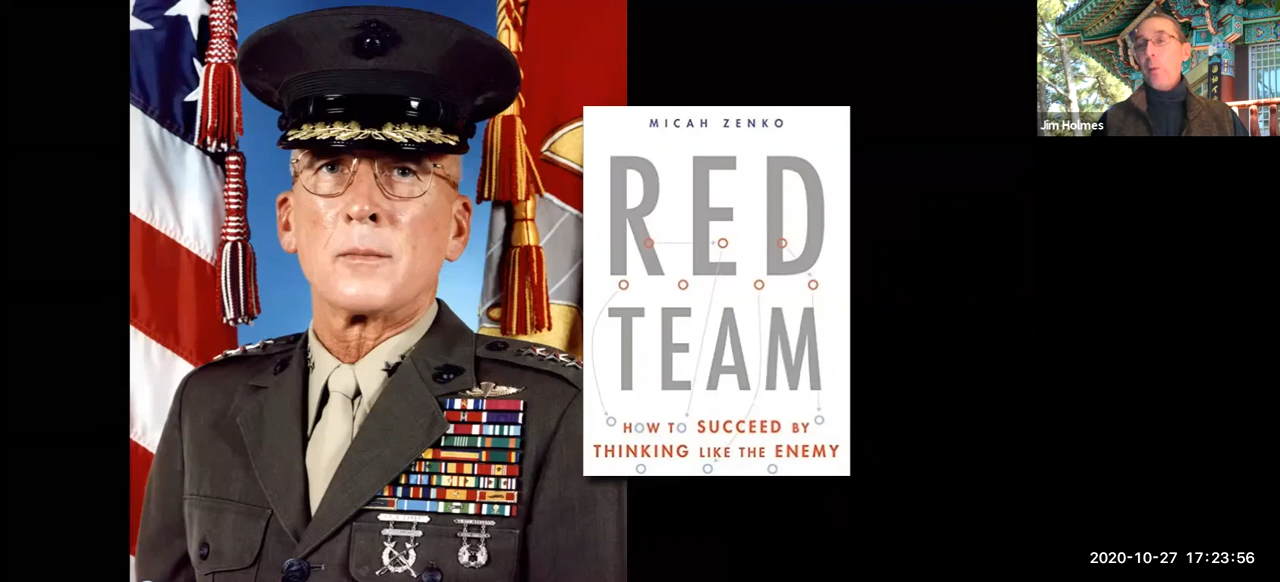 MICAH ZENKO
RED
TEAM
HOW TO SUCCEED BY
THINKING LIKE THE ENEMY
Jim Holmes
2020-10-27 17:23:56